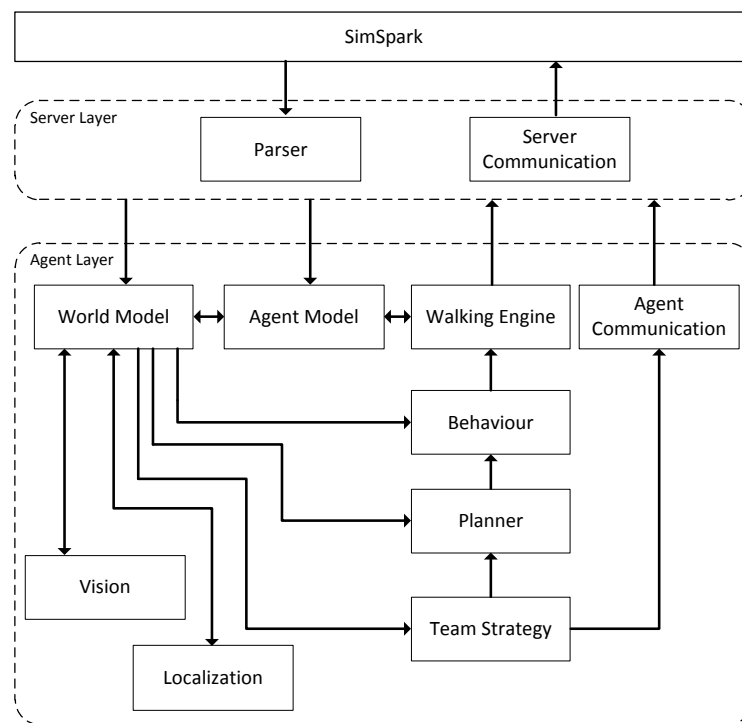 SimSpark
Server Layer
Parser
Server
Communication
Agent Layer
World Model
Agent Model
Walking Engine
Agent
Communication
Behaviour
Planner
Vision
Team Strategy
Localization